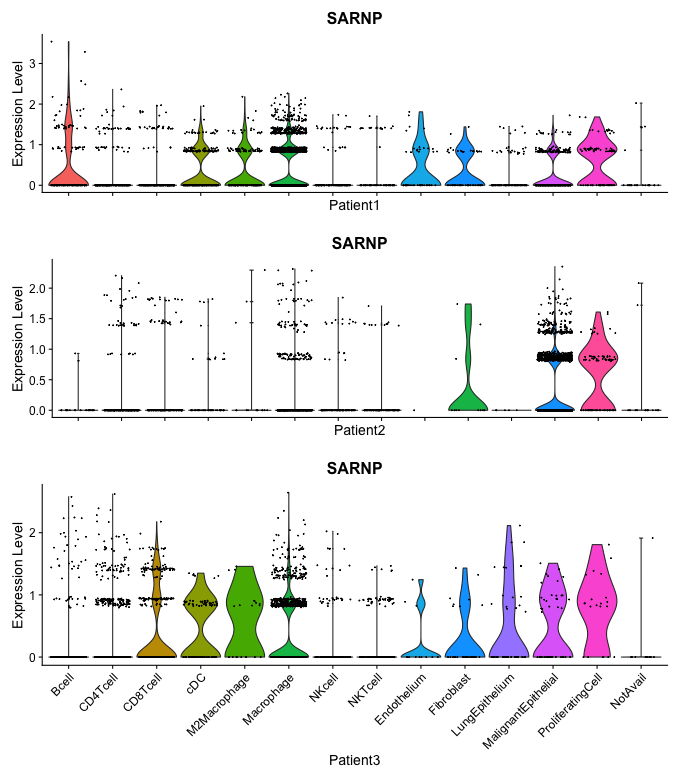 SARNP
Expression Level
3
2
1
0
Patient1
SARNP
Expression Level
2.0
1.5
1.0
0.5
0.0
Patient2
SARNP
Expression Level
2
1
0
Bcell
CD4Tcell
CD8Tcell
cDC
M2Macrophage
Macrophage
NKcell
NKTcell
Endothelium
Fibroblast
LungEpithelium
MalignantEpithelial
ProliferatingCell
NotAvail
Patient3